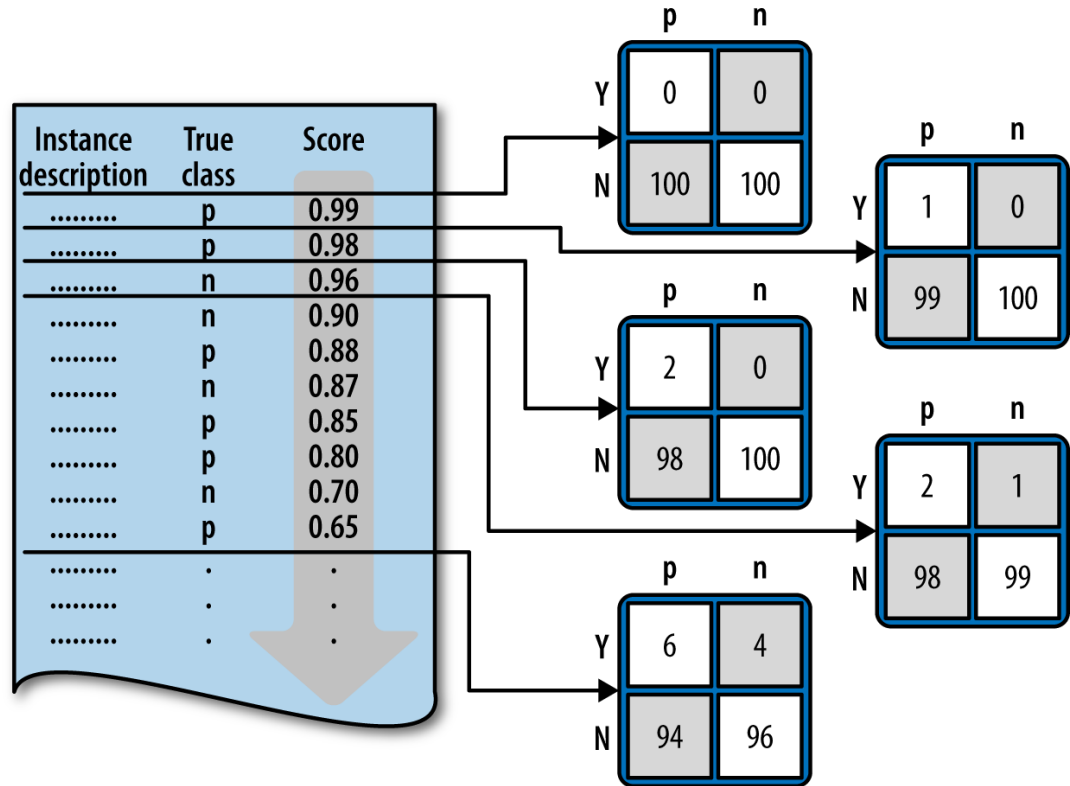 Instance description True class Score
......... p 0.99
......... p 0.98
......... n 0.96
......... n 0.90
......... p 0.88
......... n 0.87
......... p 0.85
......... p 0.80
......... n 0.70
......... p 0.65
......... . .
......... . .
......... . .
p n
Y 0 0
N 100 100
p n
Y 1 0
N 99 100
p n
Y 2 0
N 98 100
p n
Y 2 1
N 98 99
p n
Y 6 4
N 94 96